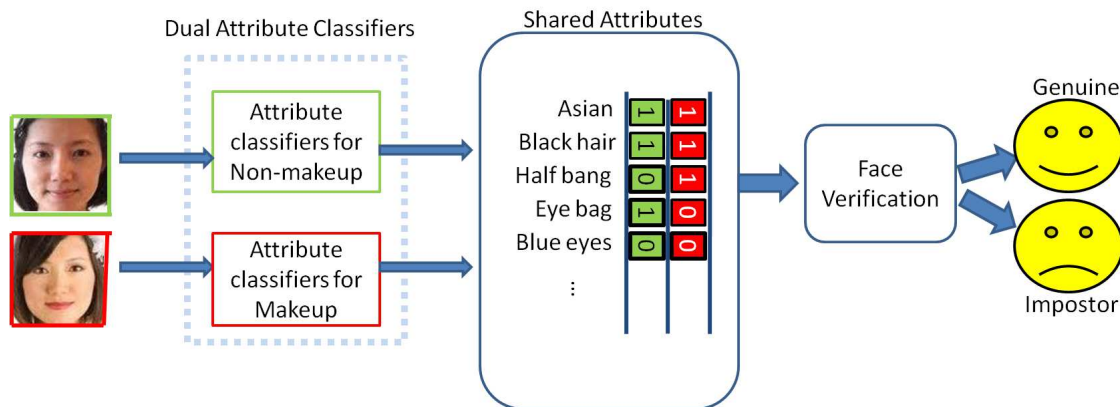 Dual Attribute Classifiers
Shared Attributes
Attribute
classifiers for
Non-makeup
Attribute
classifiers for
Makeup
Asian 1 1
Black hair 1 1
Half bang 0 1
Eye bag 1 0
Blue eyes 0 0
...
Face
Verification
Genuine
Impostor